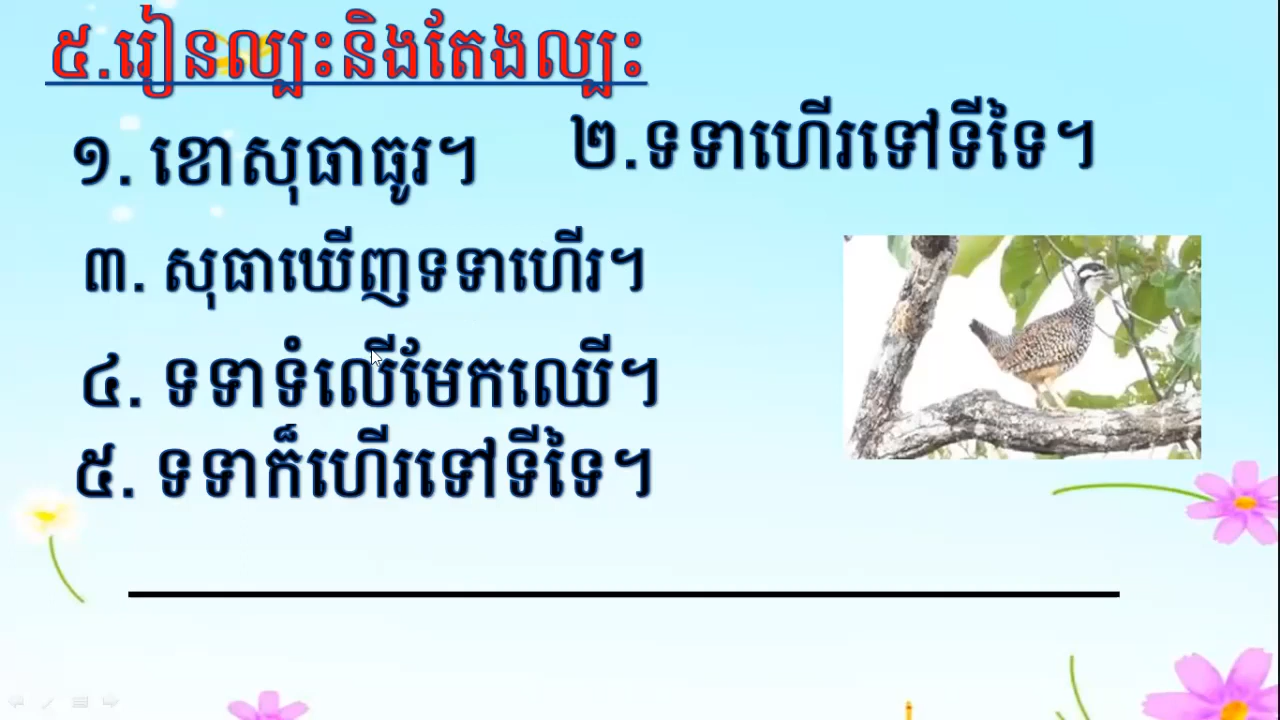 ៥.រៀនល្បះនិងតែងល្បះ
១. ខោសុធាធូរ។
២.ទទាហើរទៅទីទៃ។
៣. សុធាឃើញទទាហើរ។
៤. ទទាទំលើមែកឈើ។
៥. ទទាក៏ហើរទៅទីទៃ។